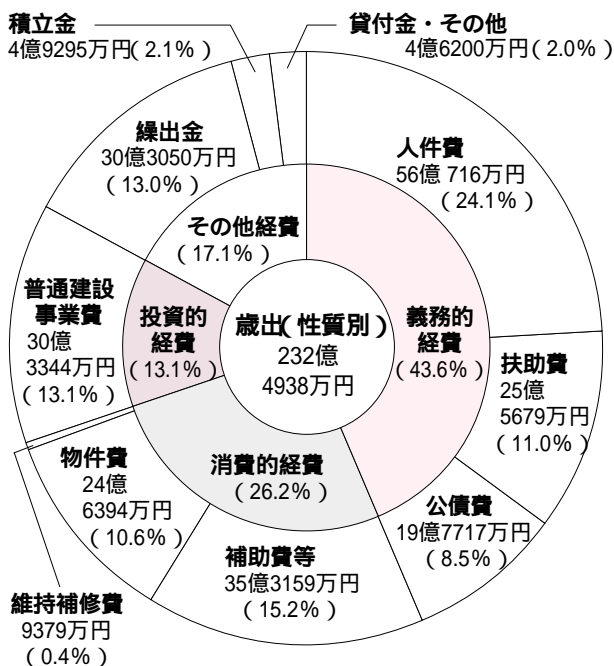 積立金
4億9295万円(2.1%)
貸付金・その他
4億6200万円(2.0%)
繰出金
30億3050万円
(13.0%)
人件費
56億 716万円
(24.1%)
その他経費
(17.1%)
普通建設
事業費
30億
3344万円
(13.1%)
投資的
経費
(13.1%)
歳出(性質別)
232億
4938万円
義務的
経費
(43.6%)
扶助費
25億
5679万円
(11.0%)
物件費
24億
6394万円
(10.6%)
消費的経費
(26.2%)
公債費
19億7717万円
(8.5%)
補助費等
35億3159万円
(15.2%)
維持補修費
9379万円
(0.4%)